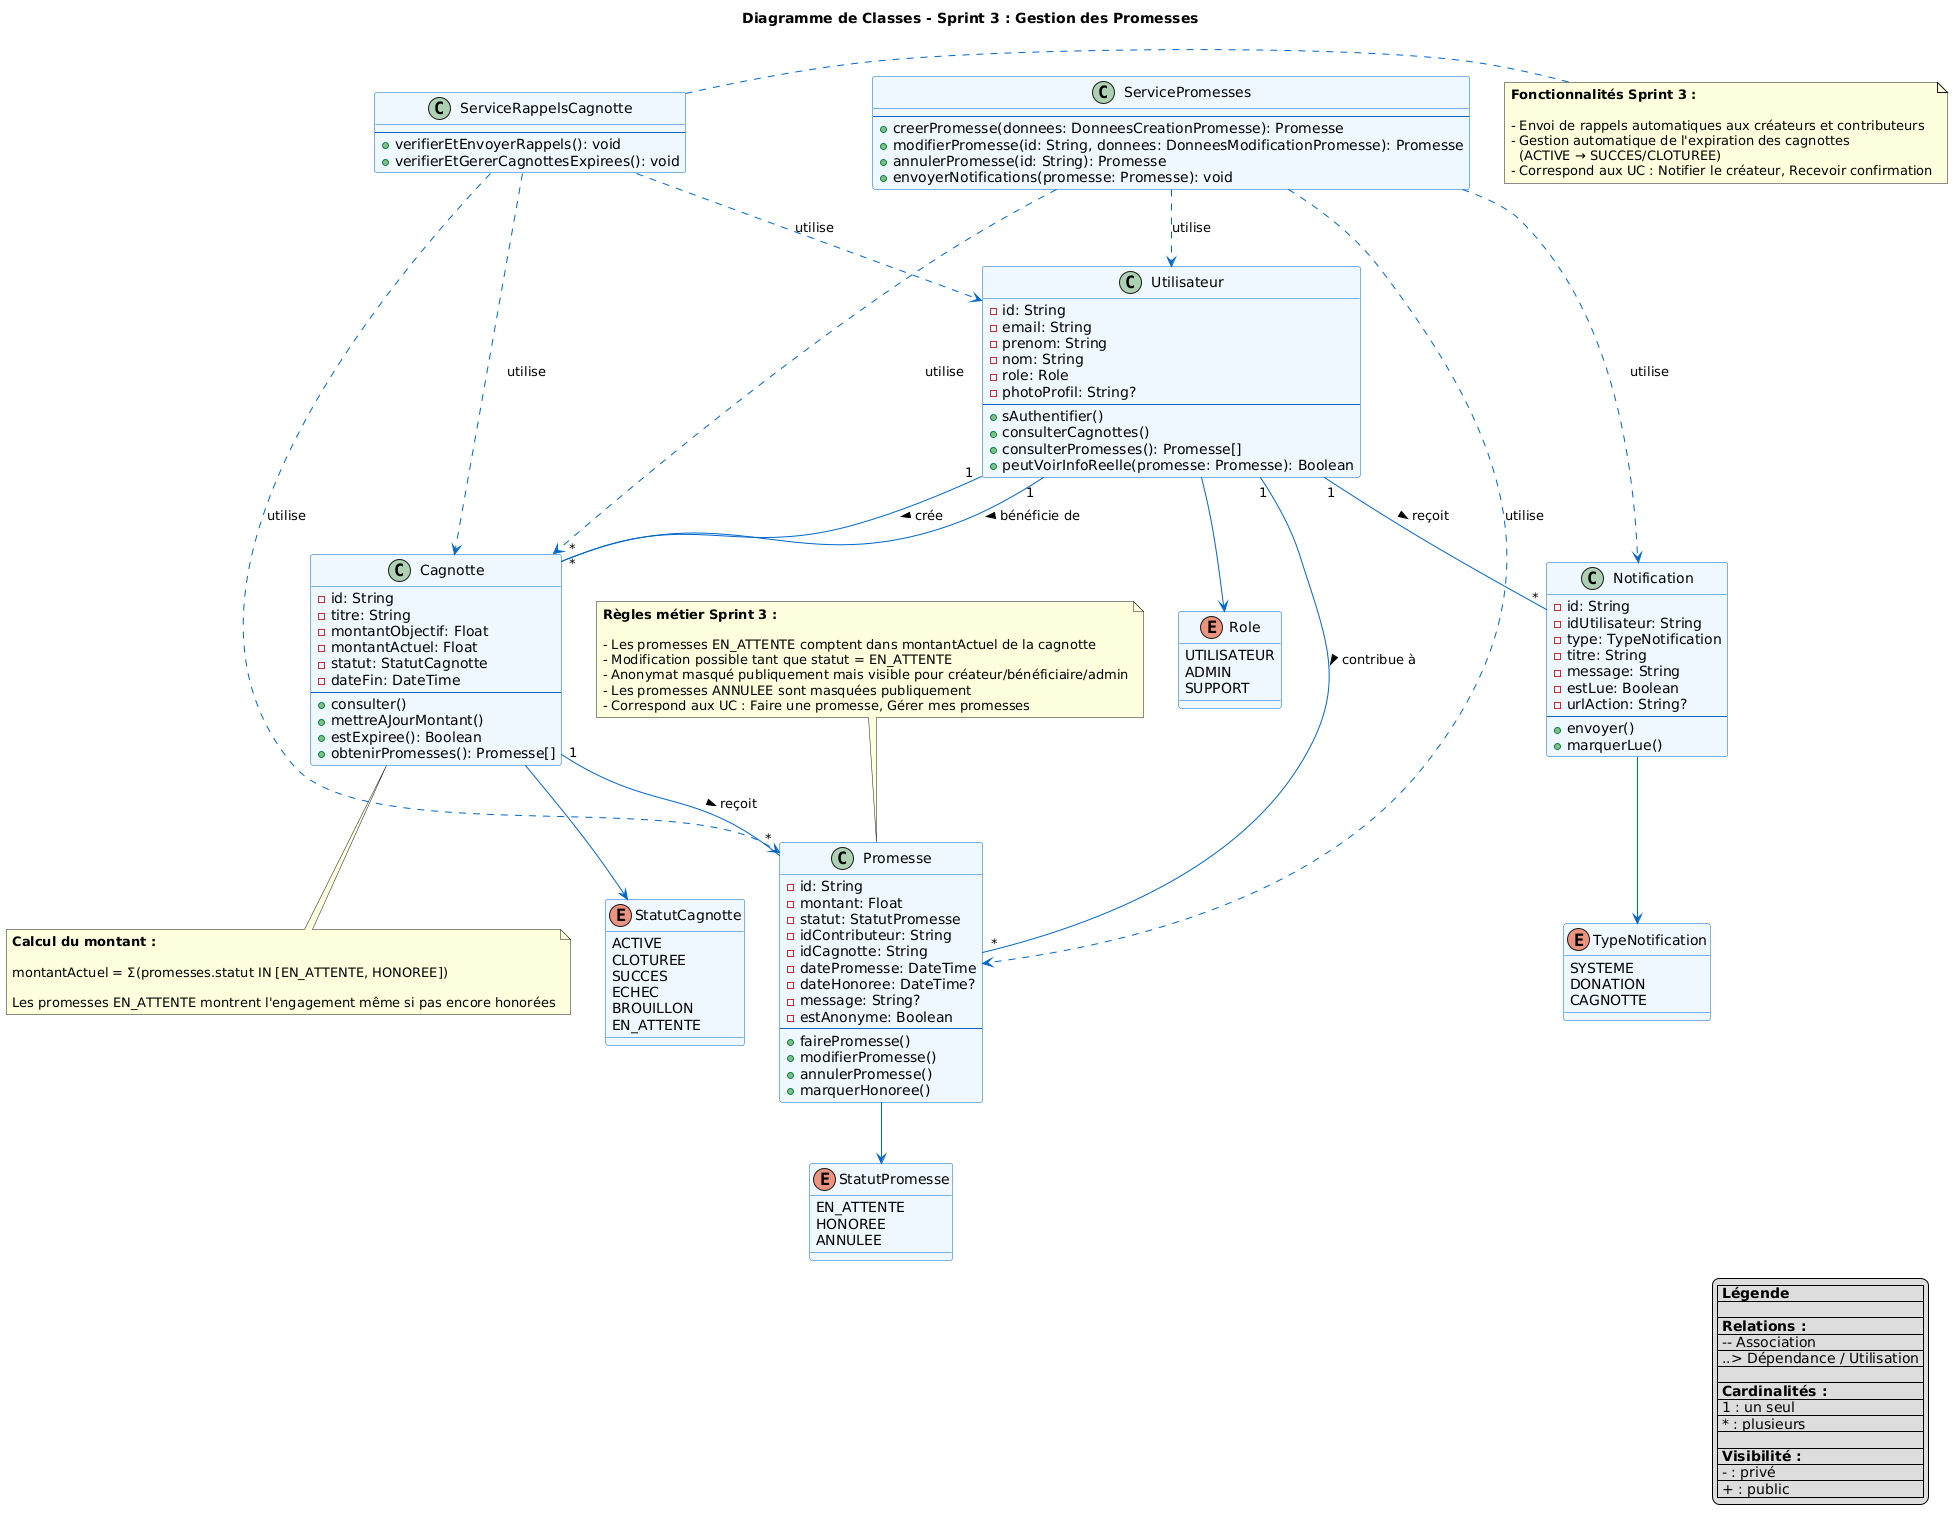 Diagramme de Classes - Sprint 3 : Gestion des Promesses
C ServiceRappelsCagnotte
verifierEtEnvoyerRappels(): void
verifierEtGererCagnottesExpirees(): void
C ServicePromesses
creerPromesse(donnees: DonneesCreationPromesse): Promesse
modifierPromesse(id: String, donnees: DonneesModificationPromesse): Promesse
annulerPromesse(id: String): Promesse
envoyerNotifications(promesse: Promesse): void
Fonctionnalités Sprint 3 :
- Envoi de rappels automatiques aux créateurs et contributeurs
- Gestion automatique de l'expiration des cagnottes
(ACTIVE → SUCCES/CLOTUREE)
- Correspond aux UC : Notifier le créateur, Recevoir confirmation
utilise
utilise
C Utilisateur
id: String
email: String
prenom: String
nom: String
role: Role
photoProfil: String?
sAuthentifier()
consulterCagnottes()
consulterPromesses(): Promesse[]
peutVoirInfoReelle(promesse: Promesse): Boolean
utilise
utilise
utilise
1
1
1
1
utilise
crée
bénéficie de
reçoit
utilise
*
*
*
C Cagnotte
id: String
titre: String
montantObjectif: Float
montantActuel: Float
statut: StatutCagnotte
dateFin: DateTime
consulter()
mettreAJourMontant()
estExpiree(): Boolean
obtenirPromesses(): Promesse[]
Règles métier Sprint 3 :
- Les promesses EN_ATTENTE comptent dans montantActuel de la cagnotte
- Modification possible tant que statut = EN_ATTENTE
- Anonymat masqué publiquement mais visible pour créateur/bénéficiaire/admin
- Les promesses ANNULEE sont masquées publiquement
- Correspond aux UC : Faire une promesse, Gérer mes promesses
E Role
UTILISATEUR
ADMIN
SUPPORT
contribue à
C Notification
id: String
idUtilisateur: String
type: TypeNotification
titre: String
message: String
estLue: Boolean
urlAction: String?
envoyer()
marquerLue()
1
reçoit
*
Calcul du montant :
montantActuel = Σ(promesses.statut IN [EN_ATTENTE, HONOREE])
Les promesses EN_ATTENTE montrent l'engagement même si pas encore honorées
E StatutCagnotte
ACTIVE
CLOTUREE
SUCCES
ECHEC
BROUILLON
EN_ATTENTE
C Promesse
id: String
montant: Float
statut: StatutPromesse
idContributeur: String
idCagnotte: String
datePromesse: DateTime
dateHonoree: DateTime?
message: String?
estAnonyme: Boolean
fairePromesse()
modifierPromesse()
annulerPromesse()
marquerHonoree()
*
E TypeNotification
SYSTEME
DONATION
CAGNOTTE
E StatutPromesse
EN_ATTENTE
HONOREE
ANNULEE
Légende
Relations :
-- Association
..> Dépendance / Utilisation
Cardinalités :
1 : un seul
* : plusieurs
Visibilité :
- : privé
+ : public